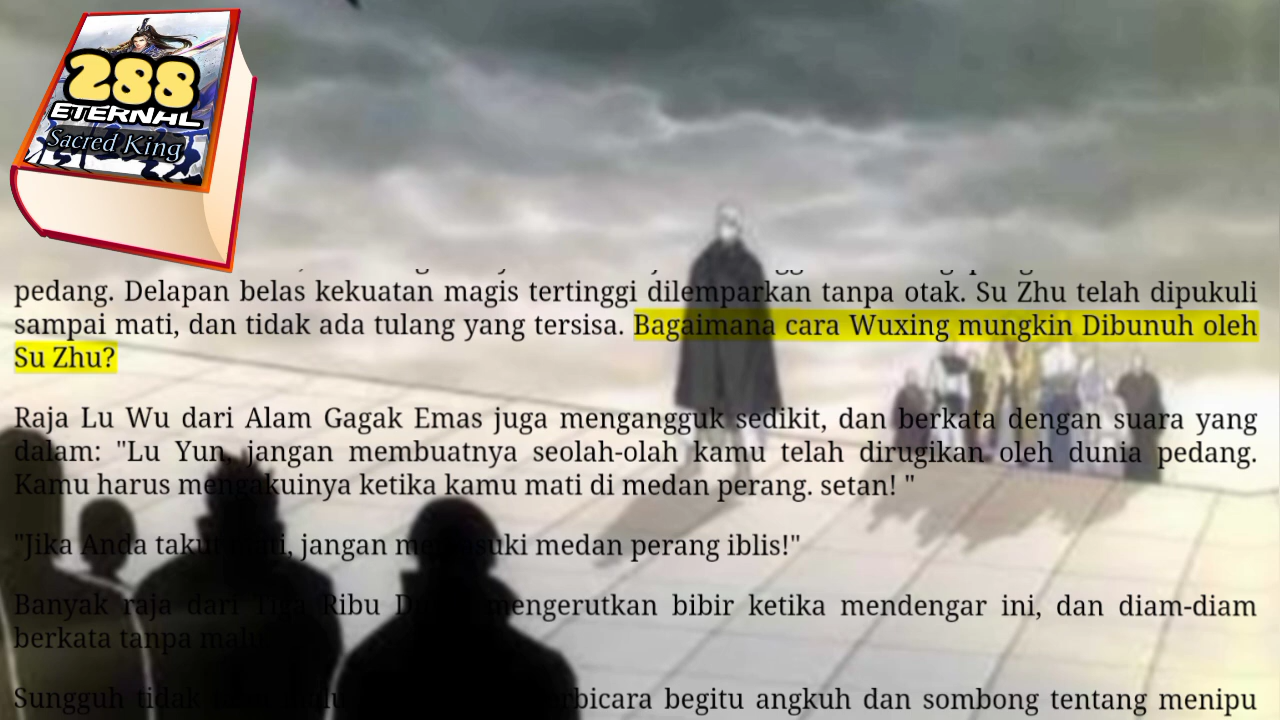 288
ETERNAL
Sacred King
pedang. Delapan belas kekuatan magis tertinggi dilemparkan tanpa otak. Su Zhu telah dipukuli
sampai mati, dan tidak ada tulang yang tersisa. Bagaimana cara Wuxing mungkin Dibunuh oleh
Su Zhu?
Raja Lu Wu dari Alam Gagak Emas juga mengangguk sedikit, dan berkata dengan suara yang
dalam: "Lu Yun, jangan membuatnya seolah-olah kamu telah dirugikan oleh dunia pedang.
Kamu harus mengakuinya ketika kamu mati di medan perang. setan! "
"Jika Anda takut mati, jangan memasuki medan perang iblis!"
Banyak raja dari Tiga Ribu mengerutkan bibir ketika mendengar ini, dan diam-diam
berkata tanpa
Sungguh tidak begitu angkuh dan sombong tentang menipu